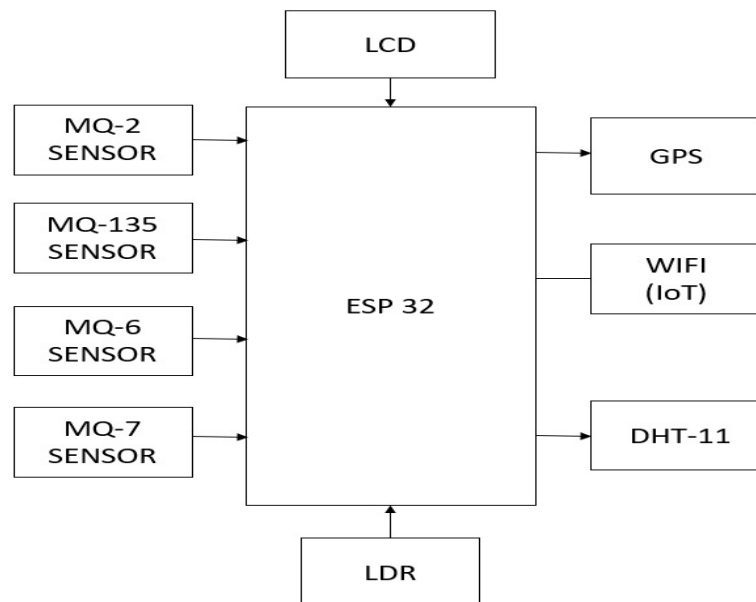 LCD
MQ-2
SENSOR
GPS
MQ-135
SENSOR
WIFI
(IoT)
ESP 32
MQ-6
SENSOR
MQ-7
SENSOR
DHT-11
LDR